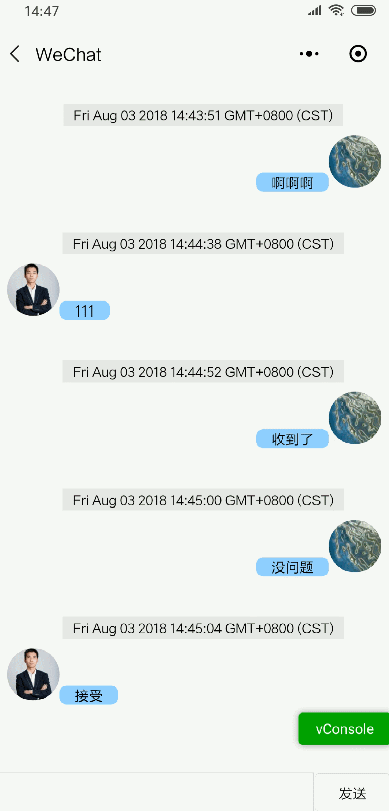 14:47
WeChat
Fri Aug 03 2018 14:43:51 GMT+0800 (CST)
啊啊啊
Fri Aug 03 2018 14:44:38 GMT+0800 (CST)
111
Fri Aug 03 2018 14:44:52 GMT+0800 (CST)
收到了
Fri Aug 03 2018 14:45:00 GMT+0800 (CST)
没问题
Fri Aug 03 2018 14:45:04 GMT+0800 (CST)
接受
vConsole
发送